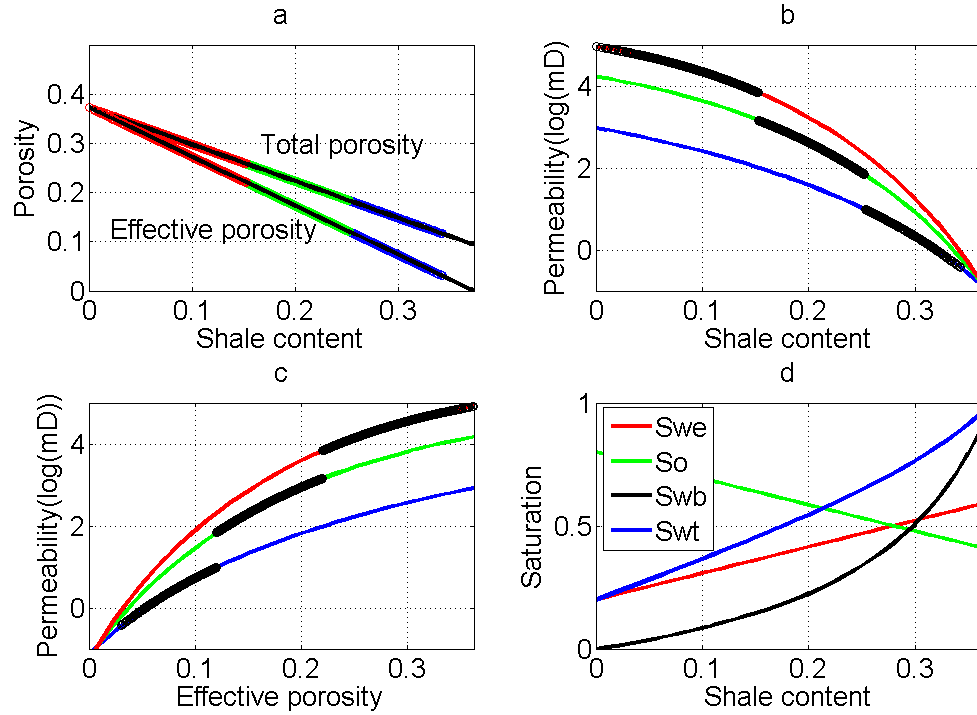 a
Porosity
0.4
0.3
0.2
0.1
0
Total porosity
Effective porosity
0
0.1
0.2
0.3
Shale content
b
Permeability(log(mD)
4
2
0
0
0.1
0.2
0.3
Shale content
c
Permeability(log(mD))
4
2
0
0
0.1
0.2
0.3
Effective porosity
d
Saturation
1
0.5
0
Swe
So
Swb
Swt
0
0.1
0.2
0.3
Shale content